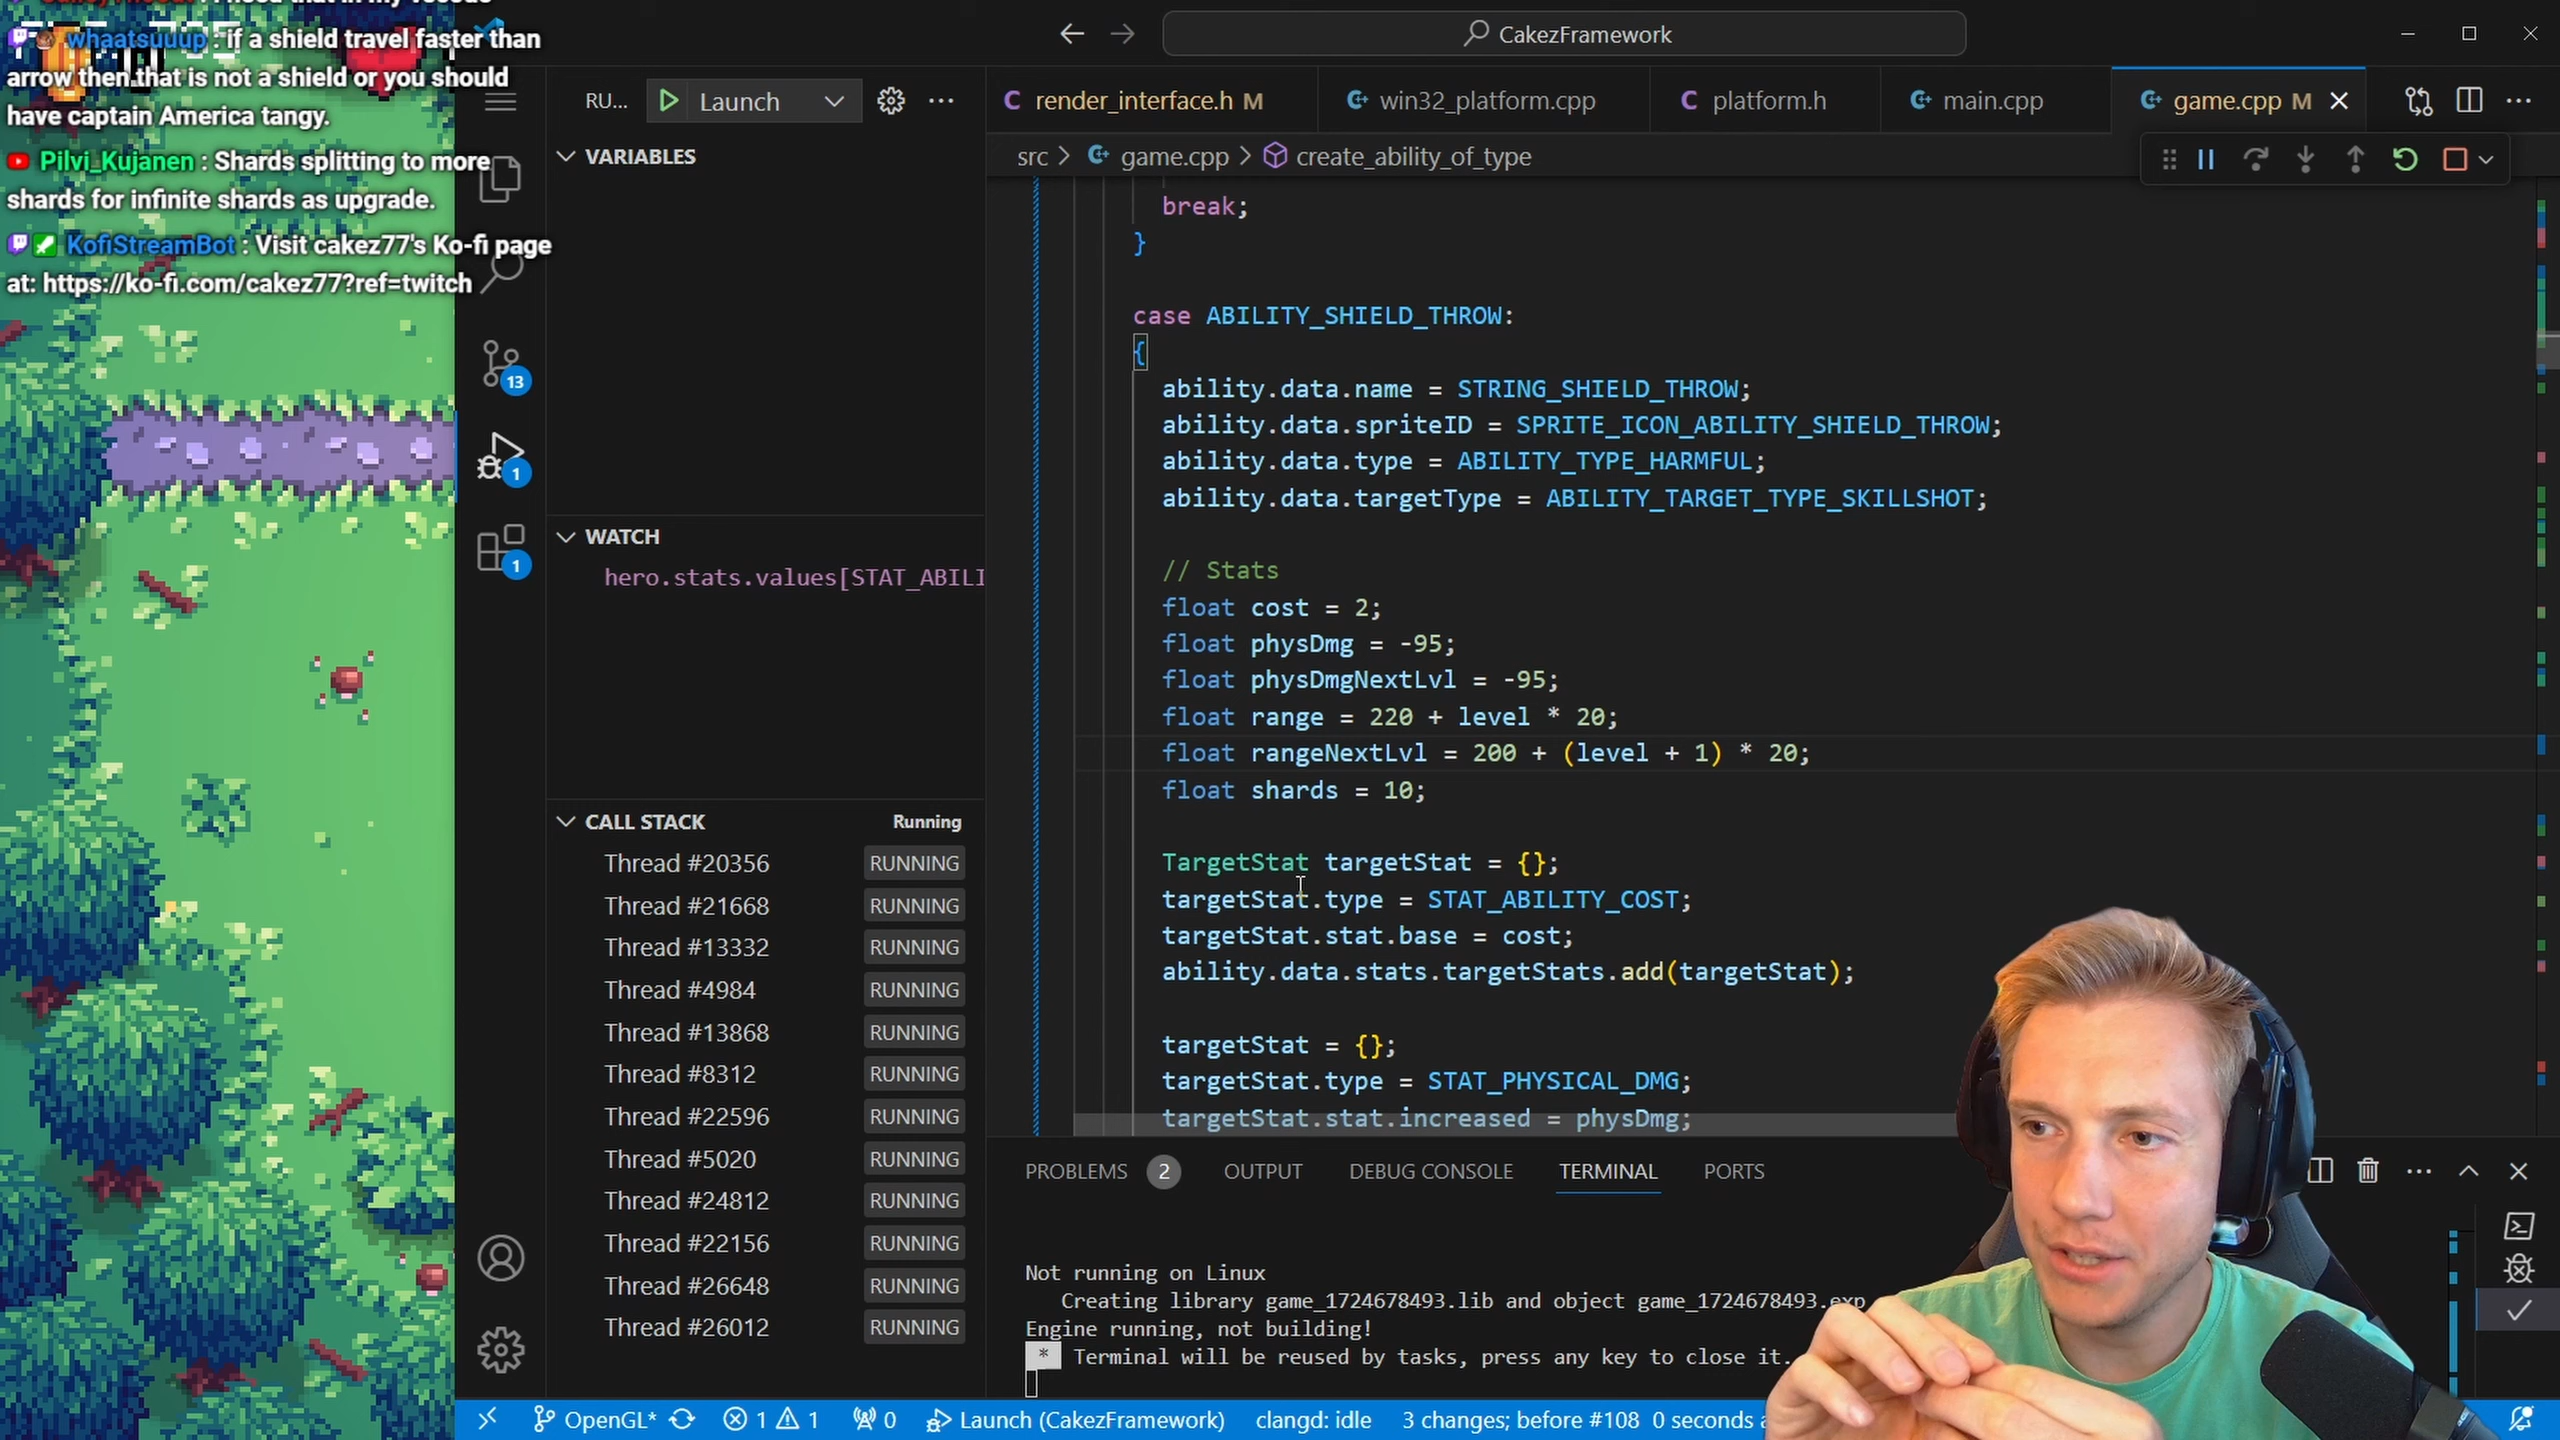 whaatsuuup : if a shield travel faster than
arrow then that is not a shield or you should
have captain America tangy.
Pilvi_Kujanen : Shards splitting to more
shards for infinite shards as upgrade.
KofiStreamBot : Visit cakez77's Ko-fi page
at: https://ko-fi.com/cakez77?ref=twitch
CakezFramework
RU...
Launch
render_interface.h M
win32_platform.cpp
platform.h
main.cpp
game.cpp M
src > game.cpp > create_ability_of_type
VARIABLES
WATCH
hero.stats.values[STAT_ABILI
CALL STACK
Running
Thread #20356 RUNNING
Thread #21668 RUNNING
Thread #13332 RUNNING
Thread #4984 RUNNING
Thread #13868 RUNNING
Thread #8312 RUNNING
Thread #22596 RUNNING
Thread #5020 RUNNING
Thread #24812 RUNNING
Thread #22156 RUNNING
Thread #26648 RUNNING
Thread #26012 RUNNING
13
1
1
break;
}
case ABILITY_SHIELD_THROW:
{
ability.data.name = STRING_SHIELD_THROW;
ability.data.spriteID = SPRITE_ICON_ABILITY_SHIELD_THROW;
ability.data.type = ABILITY_TYPE_HARMFUL;
ability.data.targetType = ABILITY_TARGET_TYPE_SKILLSHOT;
// Stats
float cost = 2;
float physDmg = -95;
float physDmgNextLvl = -95;
float range = 220 + level * 20;
float rangeNextLvl = 200 + (level + 1) * 20;
float shards = 10;
TargetStat targetStat = {};
targetStat.type = STAT_ABILITY_COST;
targetStat.stat.base = cost;
ability.data.stats.targetStats.add(targetStat);
targetStat = {};
targetStat.type = STAT_PHYSICAL_DMG;
targetStat.stat.increased = physDmg;
PROBLEMS 2 OUTPUT DEBUG CONSOLE TERMINAL PORTS
Not running on Linux
Creating library game_1724678493.lib and object game_1724678493.exp
Engine running, not building!
* Terminal will be reused by tasks, press any key to close it.
OpenGL* 1 1 0 Launch (CakezFramework) clangd: idle 3 changes; before #108 0 seconds a